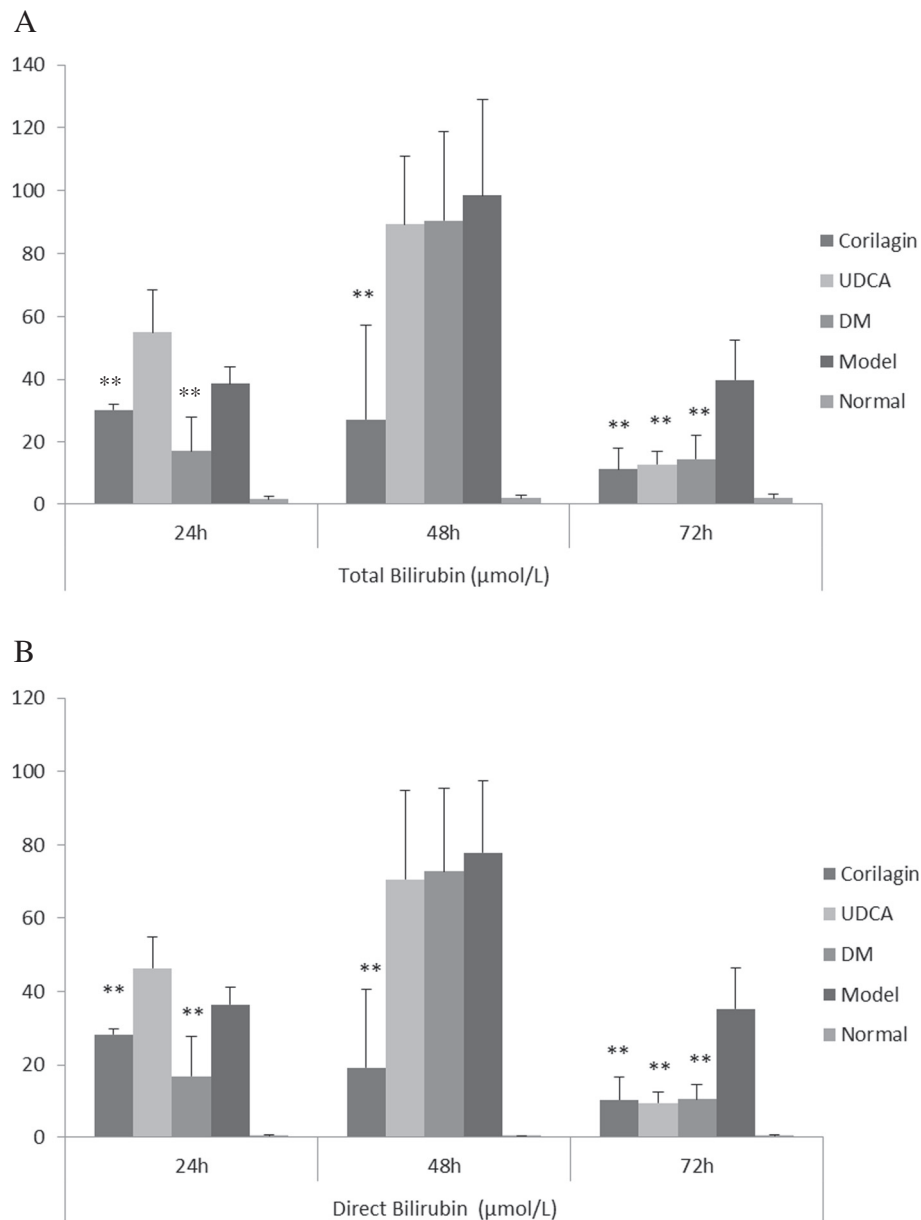 A
140
120
100
80
60
40
20
0
** ** ** ** ** **
24h 48h 72h
Total Bilirubin (μmol/L)
Corilagin
UDCA
DM
Model
Normal
B
120
100
80
60
40
20
0
** ** ** ** ** **
24h 48h 72h
Direct Bilirubin (μmol/L)
Corilagin
UDCA
DM
Model
Normal